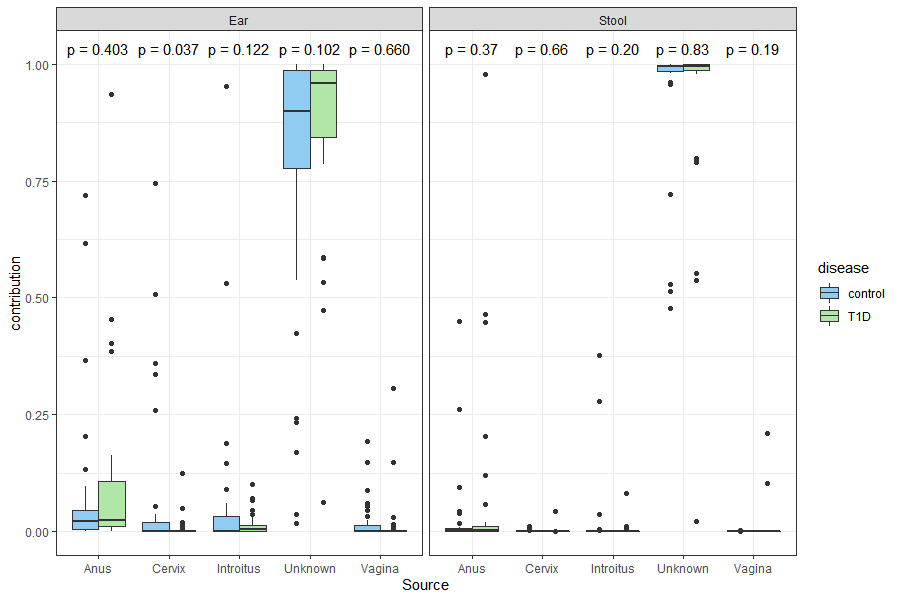 Ear
Stool
p = 0.403 p = 0.037 p = 0.122 p = 0.102 p = 0.660
p = 0.37 p = 0.66 p = 0.20 p = 0.83 p = 0.19
1.00
0.75
0.50
0.25
0.00
contribution
Anus Cervix Introitus Unknown Vagina
Anus Cervix Introitus Unknown Vagina
Source
disease
control
T1D